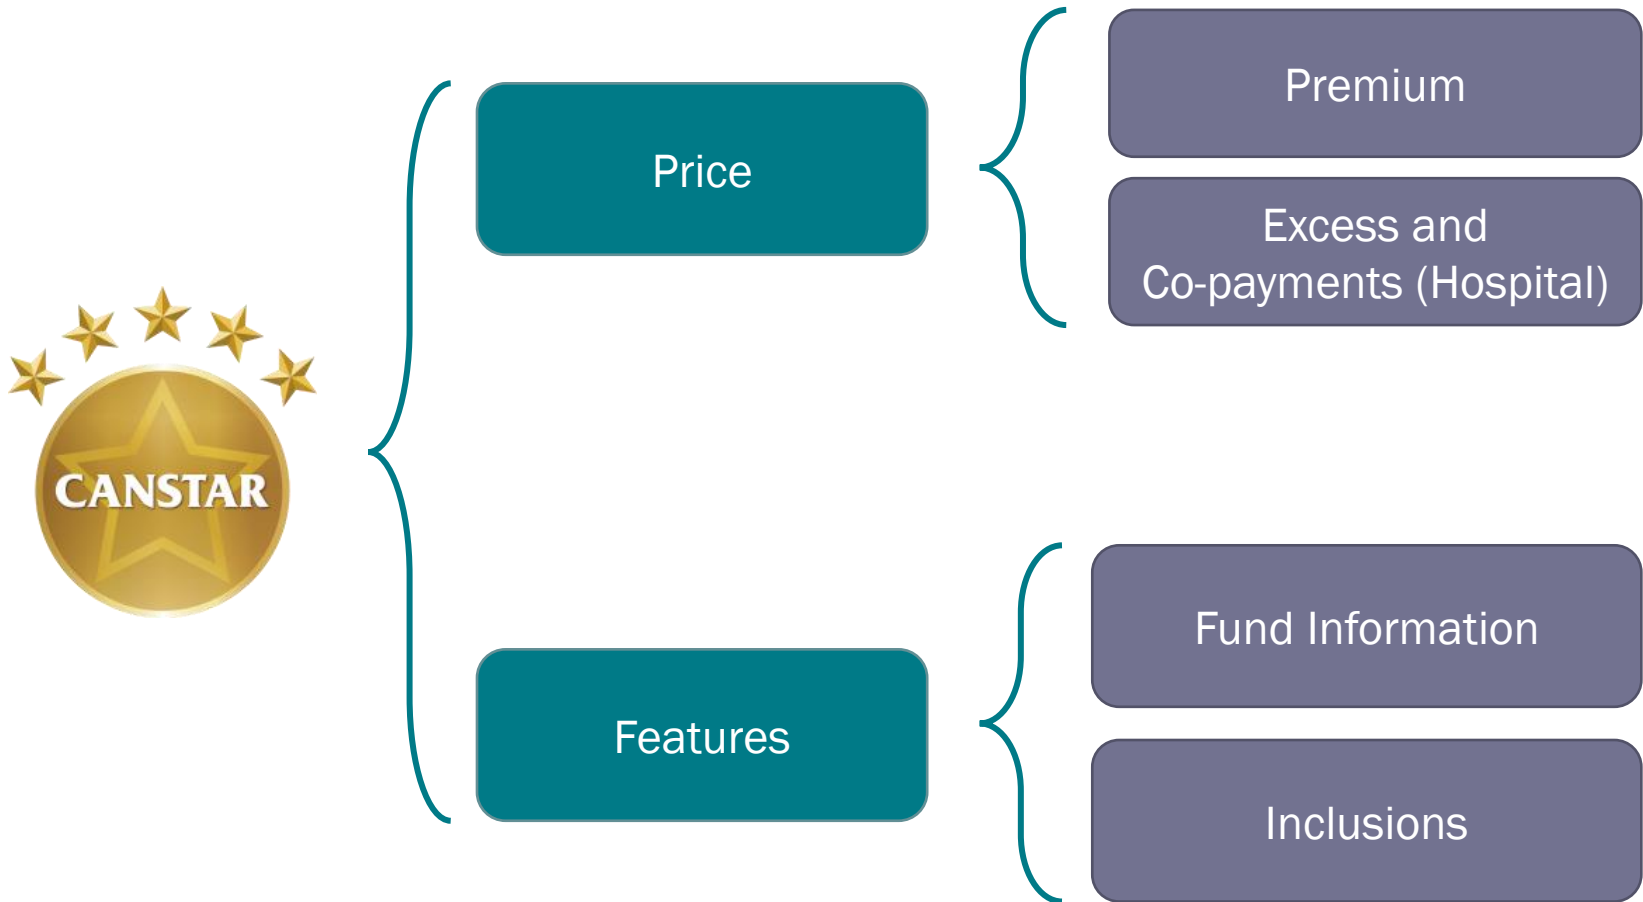 CANSTAR
Price
Premium
Excess and
Co-payments (Hospital)
Features
Fund Information
Inclusions